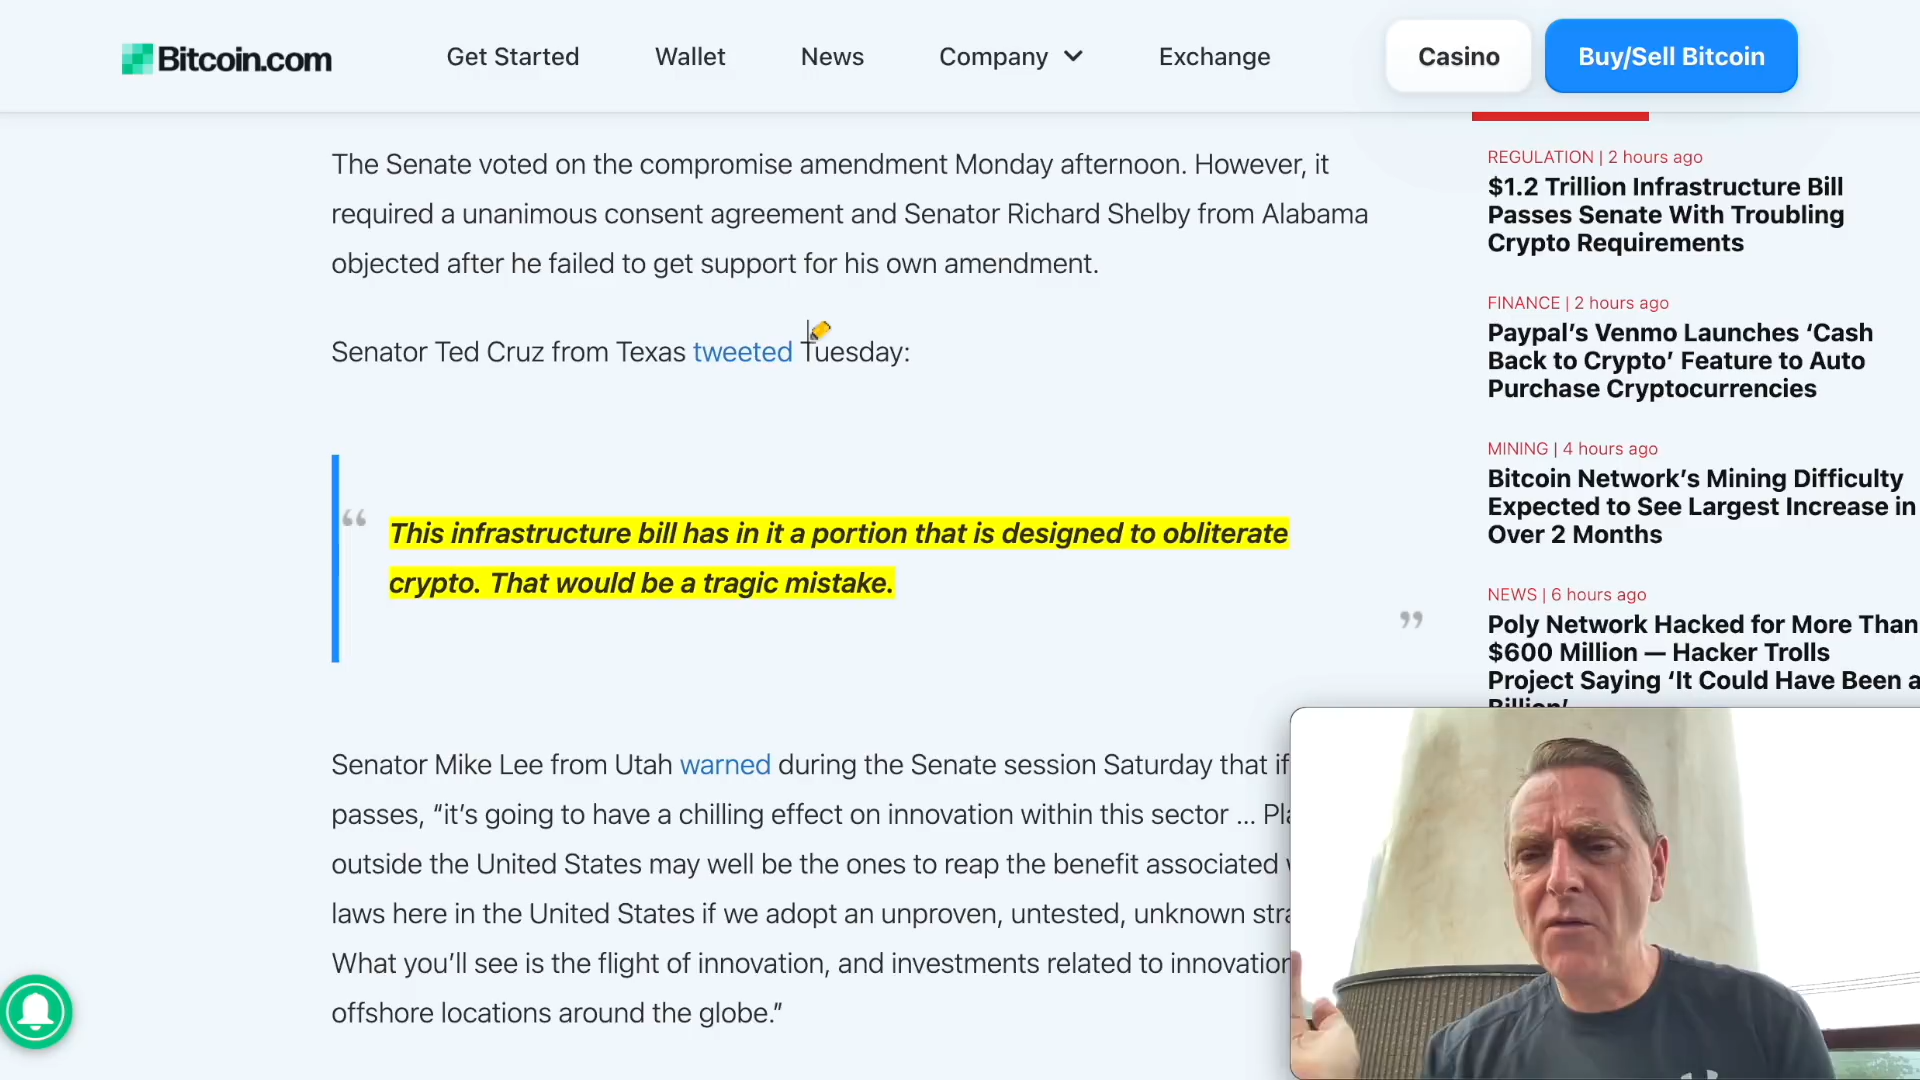 Bitcoin.com
Get Started
Wallet
News
Company
Exchange
Casino
Buy/Sell Bitcoin
The Senate voted on the compromise amendment Monday afternoon. However, it
required a unanimous consent agreement and Senator Richard Shelby from Alabama
objected after he failed to get support for his own amendment.
Senator Ted Cruz from Texas tweeted Tuesday:
“
This infrastructure bill has in it a portion that is designed to obliterate
crypto. That would be a tragic mistake.
”
Senator Mike Lee from Utah warned during the Senate session Saturday that if
passes, “it’s going to have a chilling effect on innovation within this sector ...
outside the United States may well be the ones to reap the benefit associated
laws here in the United States if we adopt an unproven, untested, unknown
What you’ll see is the flight of innovation, and investments related to innovation
offshore locations around the globe.”
REGULATION | 2 hours ago
$1.2 Trillion Infrastructure Bill
Passes Senate With Troubling
Crypto Requirements
FINANCE | 2 hours ago
Paypal’s Venmo Launches ‘Cash
Back to Crypto’ Feature to Auto
Purchase Cryptocurrencies
MINING | 4 hours ago
Bitcoin Network’s Mining Difficulty
Expected to See Largest Increase in
Over 2 Months
NEWS | 6 hours ago
Poly Network Hacked for More Than
$600 Million — Hacker Trolls
Project Saying ‘It Could Have Been a
Billion’